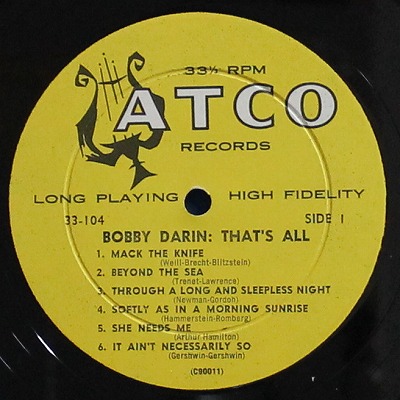 33⅓ RPM
ATCO
RECORDS
LONG PLAYING HIGH FIDELITY
33-104 SIDE 1
BOBBY DARIN: THAT'S ALL
1. MACK THE KNIFE
(Weill-Brecht-Blitzstein)
2. BEYOND THE SEA
(Trenet-Lawrence)
3. THROUGH A LONG AND SLEEPLESS NIGHT
(Newman-Gordon)
4. SOFTLY AS IN A MORNING SUNRISE
(Hammerstein-Romberg)
5. SHE NEEDS ME
(Arthur Hamilton)
6. IT AIN'T NECESSARILY SO
(Gershwin-Gershwin)
(C90011)